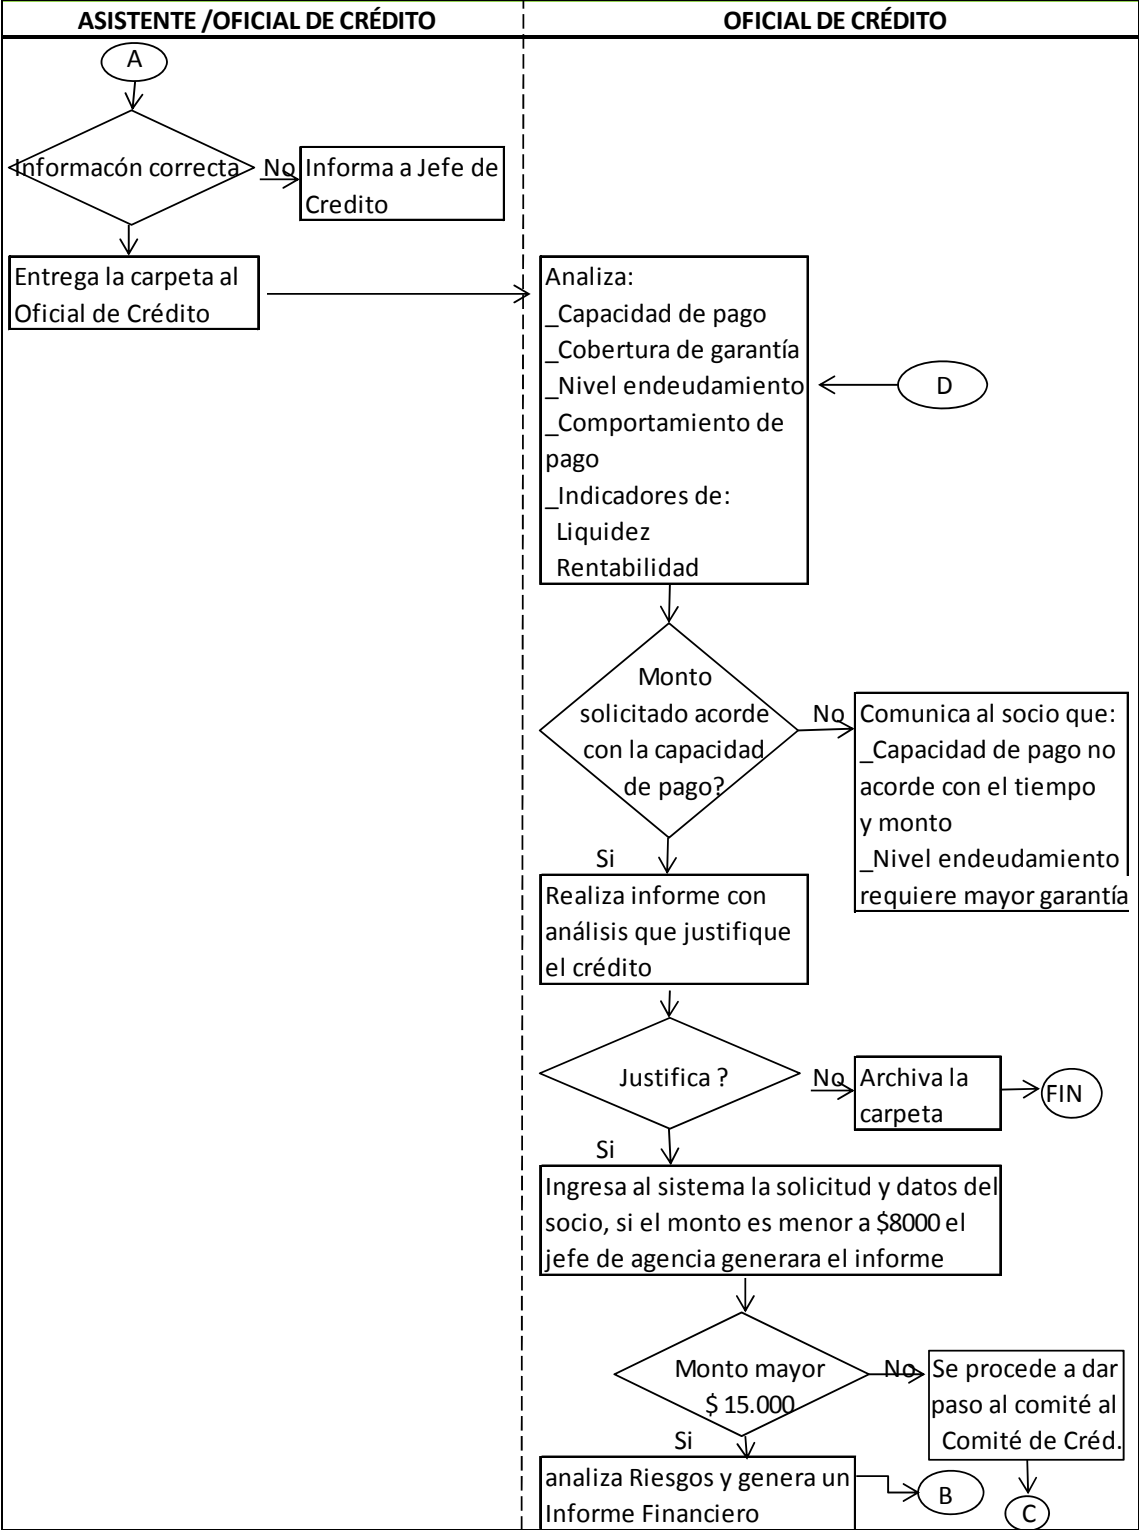 ASISTENTE /OFICIAL DE CRÉDITO
OFICIAL DE CRÉDITO
A
Informacón correcta
No
Informa a Jefe de
Credito
Entrega la carpeta al
Oficial de Crédito
Analiza:
_Capacidad de pago
_Cobertura de garantía
_Nivel endeudamiento
_Comportamiento de
pago
_Indicadores de:
Liquidez
Rentabilidad
D
Monto
solicitado acorde
con la capacidad
de pago?
No
Comunica al socio que:
_Capacidad de pago no
acorde con el tiempo
y monto
_Nivel endeudamiento
requiere mayor garantía
Si
Realiza informe con
análisis que justifique
el crédito
Justifica ?
No
Archiva la
carpeta
FIN
Si
Ingresa al sistema la solicitud y datos del
socio, si el monto es menor a $8000 el
jefe de agencia generara el informe
Monto mayor
$ 15.000
No
Se procede a dar
paso al comité al
Comité de Créd.
Si
analiza Riesgos y genera un
Informe Financiero
B
C